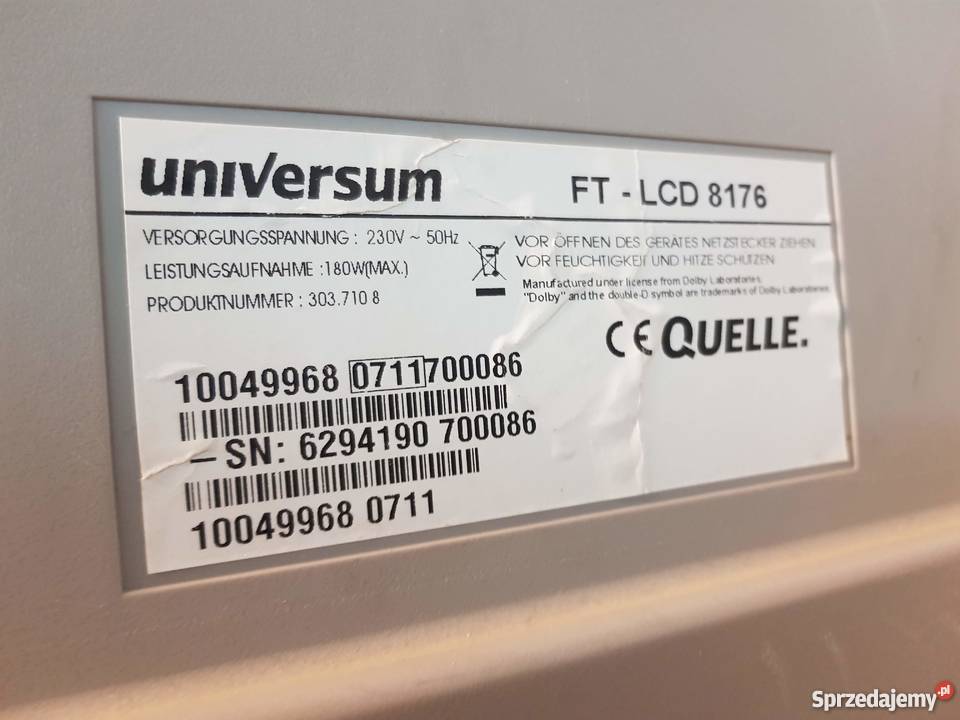 universum
FT - LCD 8176
VERSORGUNGSSPANNUNG : 230V ~ 50Hz
LEISTUNGSAUFNAHME :180W(MAX.)
PRODUKTNUMMER : 303.710 8
VOR ÖFFNEN DES GERÄTES NETZSTECKER ZIEHEN
VOR FEUCHTIGKEIT UND HITZE SCHÜTZEN
Manufactured under license from Dolby Laboratories.
"Dolby" and the double-D symbol are trademarks of Dolby Laboratories.
CE QUELLE.
10049968 0711700086
-SN: 6294190 700086
10049968 0711
Sprzedajemy.pl